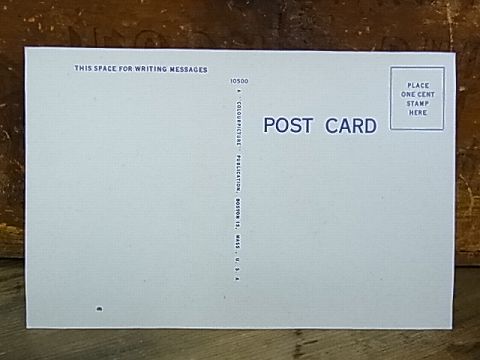 THIS SPACE FOR WRITING MESSAGES
10500
A "COLOURPICTURE" PUBLICATION, BOSTON 15, MASS., U.S.A.
POST CARD
PLACE
ONE CENT
STAMP
HERE